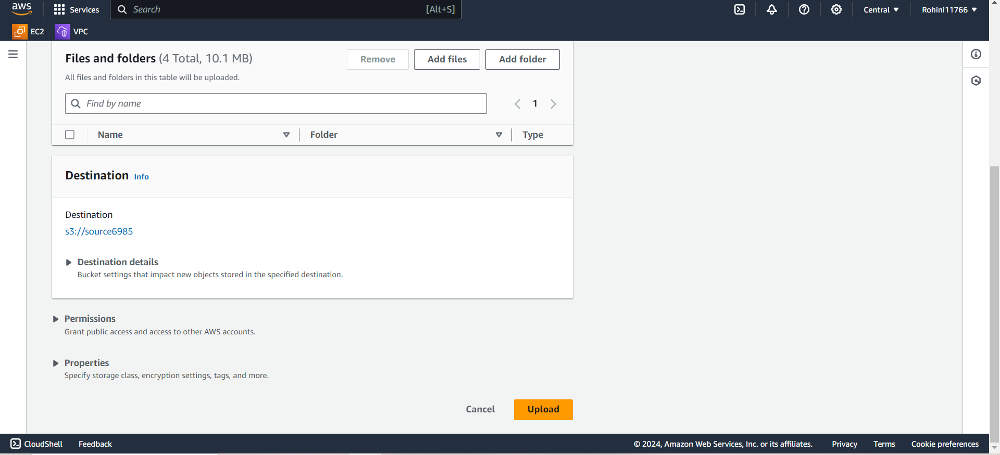 aws Services Search [Alt+S] Central Rohini11766
EC2 VPC
Files and folders (4 Total, 10.1 MB) Remove Add files Add folder
All files and folders in this table will be uploaded.
Find by name 1
Name Folder Type
Destination Info
Destination
s3://source6985
Destination details
Bucket settings that impact new objects stored in the specified destination.
Permissions
Grant public access and access to other AWS accounts.
Properties
Specify storage class, encryption settings, tags, and more.
Cancel Upload
CloudShell Feedback © 2024, Amazon Web Services, Inc. or its affiliates. Privacy Terms Cookie preferences